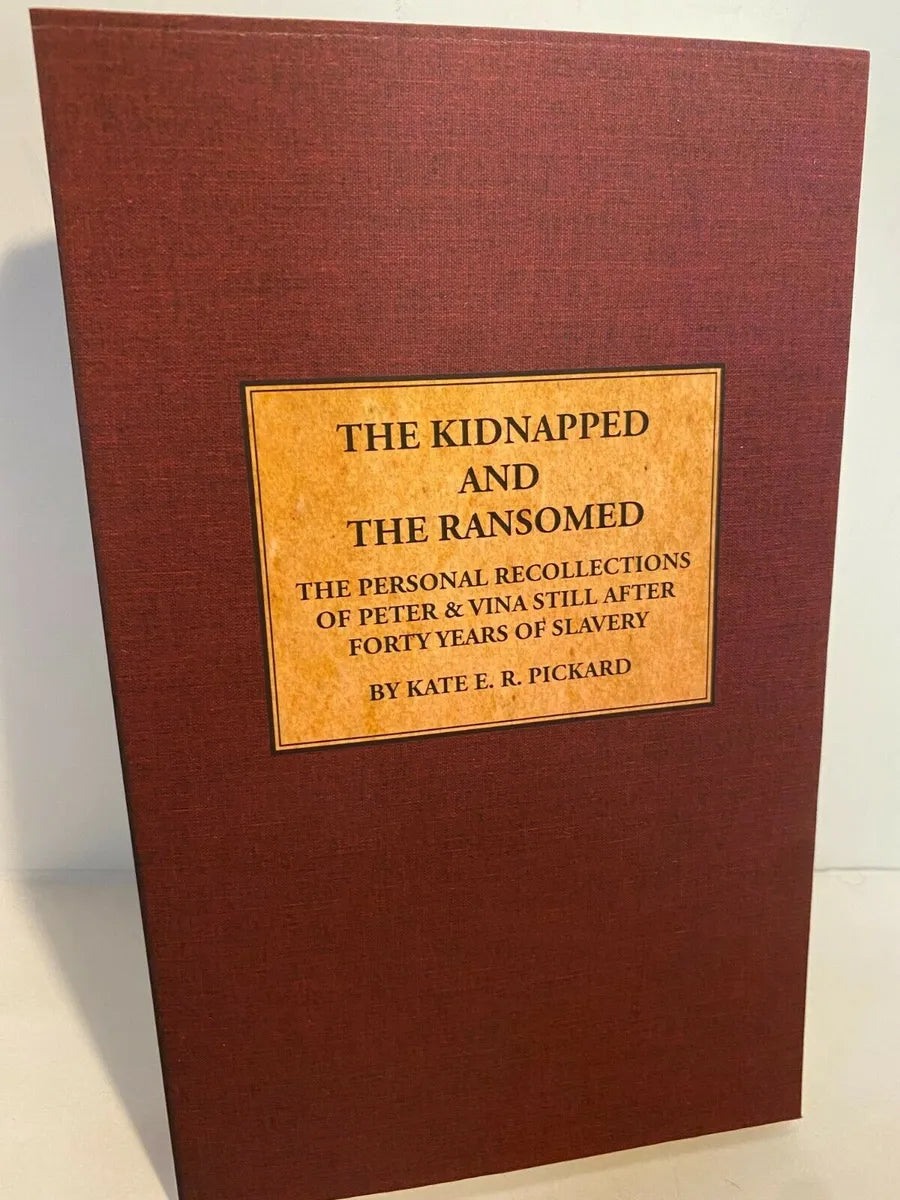 THE KIDNAPPED
AND
THE RANSOMED
THE PERSONAL RECOLLECTIONS
OF PETER & VINA STILL AFTER
FORTY YEARS OF SLAVERY
BY KATE E. R. PICKARD